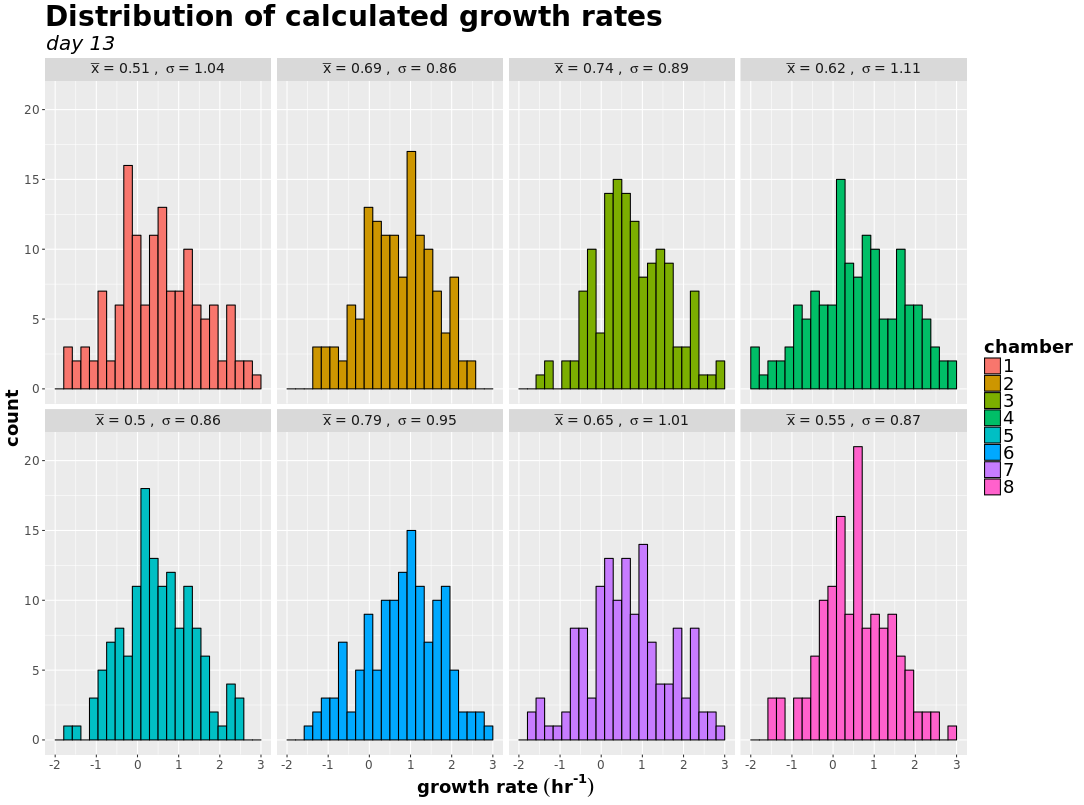 Distribution of calculated growth rates
day 13
x̅ = 0.51 , σ = 1.04
x̅ = 0.69 , σ = 0.86
x̅ = 0.74 , σ = 0.89
x̅ = 0.62 , σ = 1.11
20
15
10
5
0
x̅ = 0.5 , σ = 0.86
x̅ = 0.79 , σ = 0.95
x̅ = 0.65 , σ = 1.01
x̅ = 0.55 , σ = 0.87
20
15
10
5
0
-2 -1 0 1 2 3
-2 -1 0 1 2 3
-2 -1 0 1 2 3
-2 -1 0 1 2 3
count
growth rate (hr⁻¹)
chamber
1
2
3
4
5
6
7
8